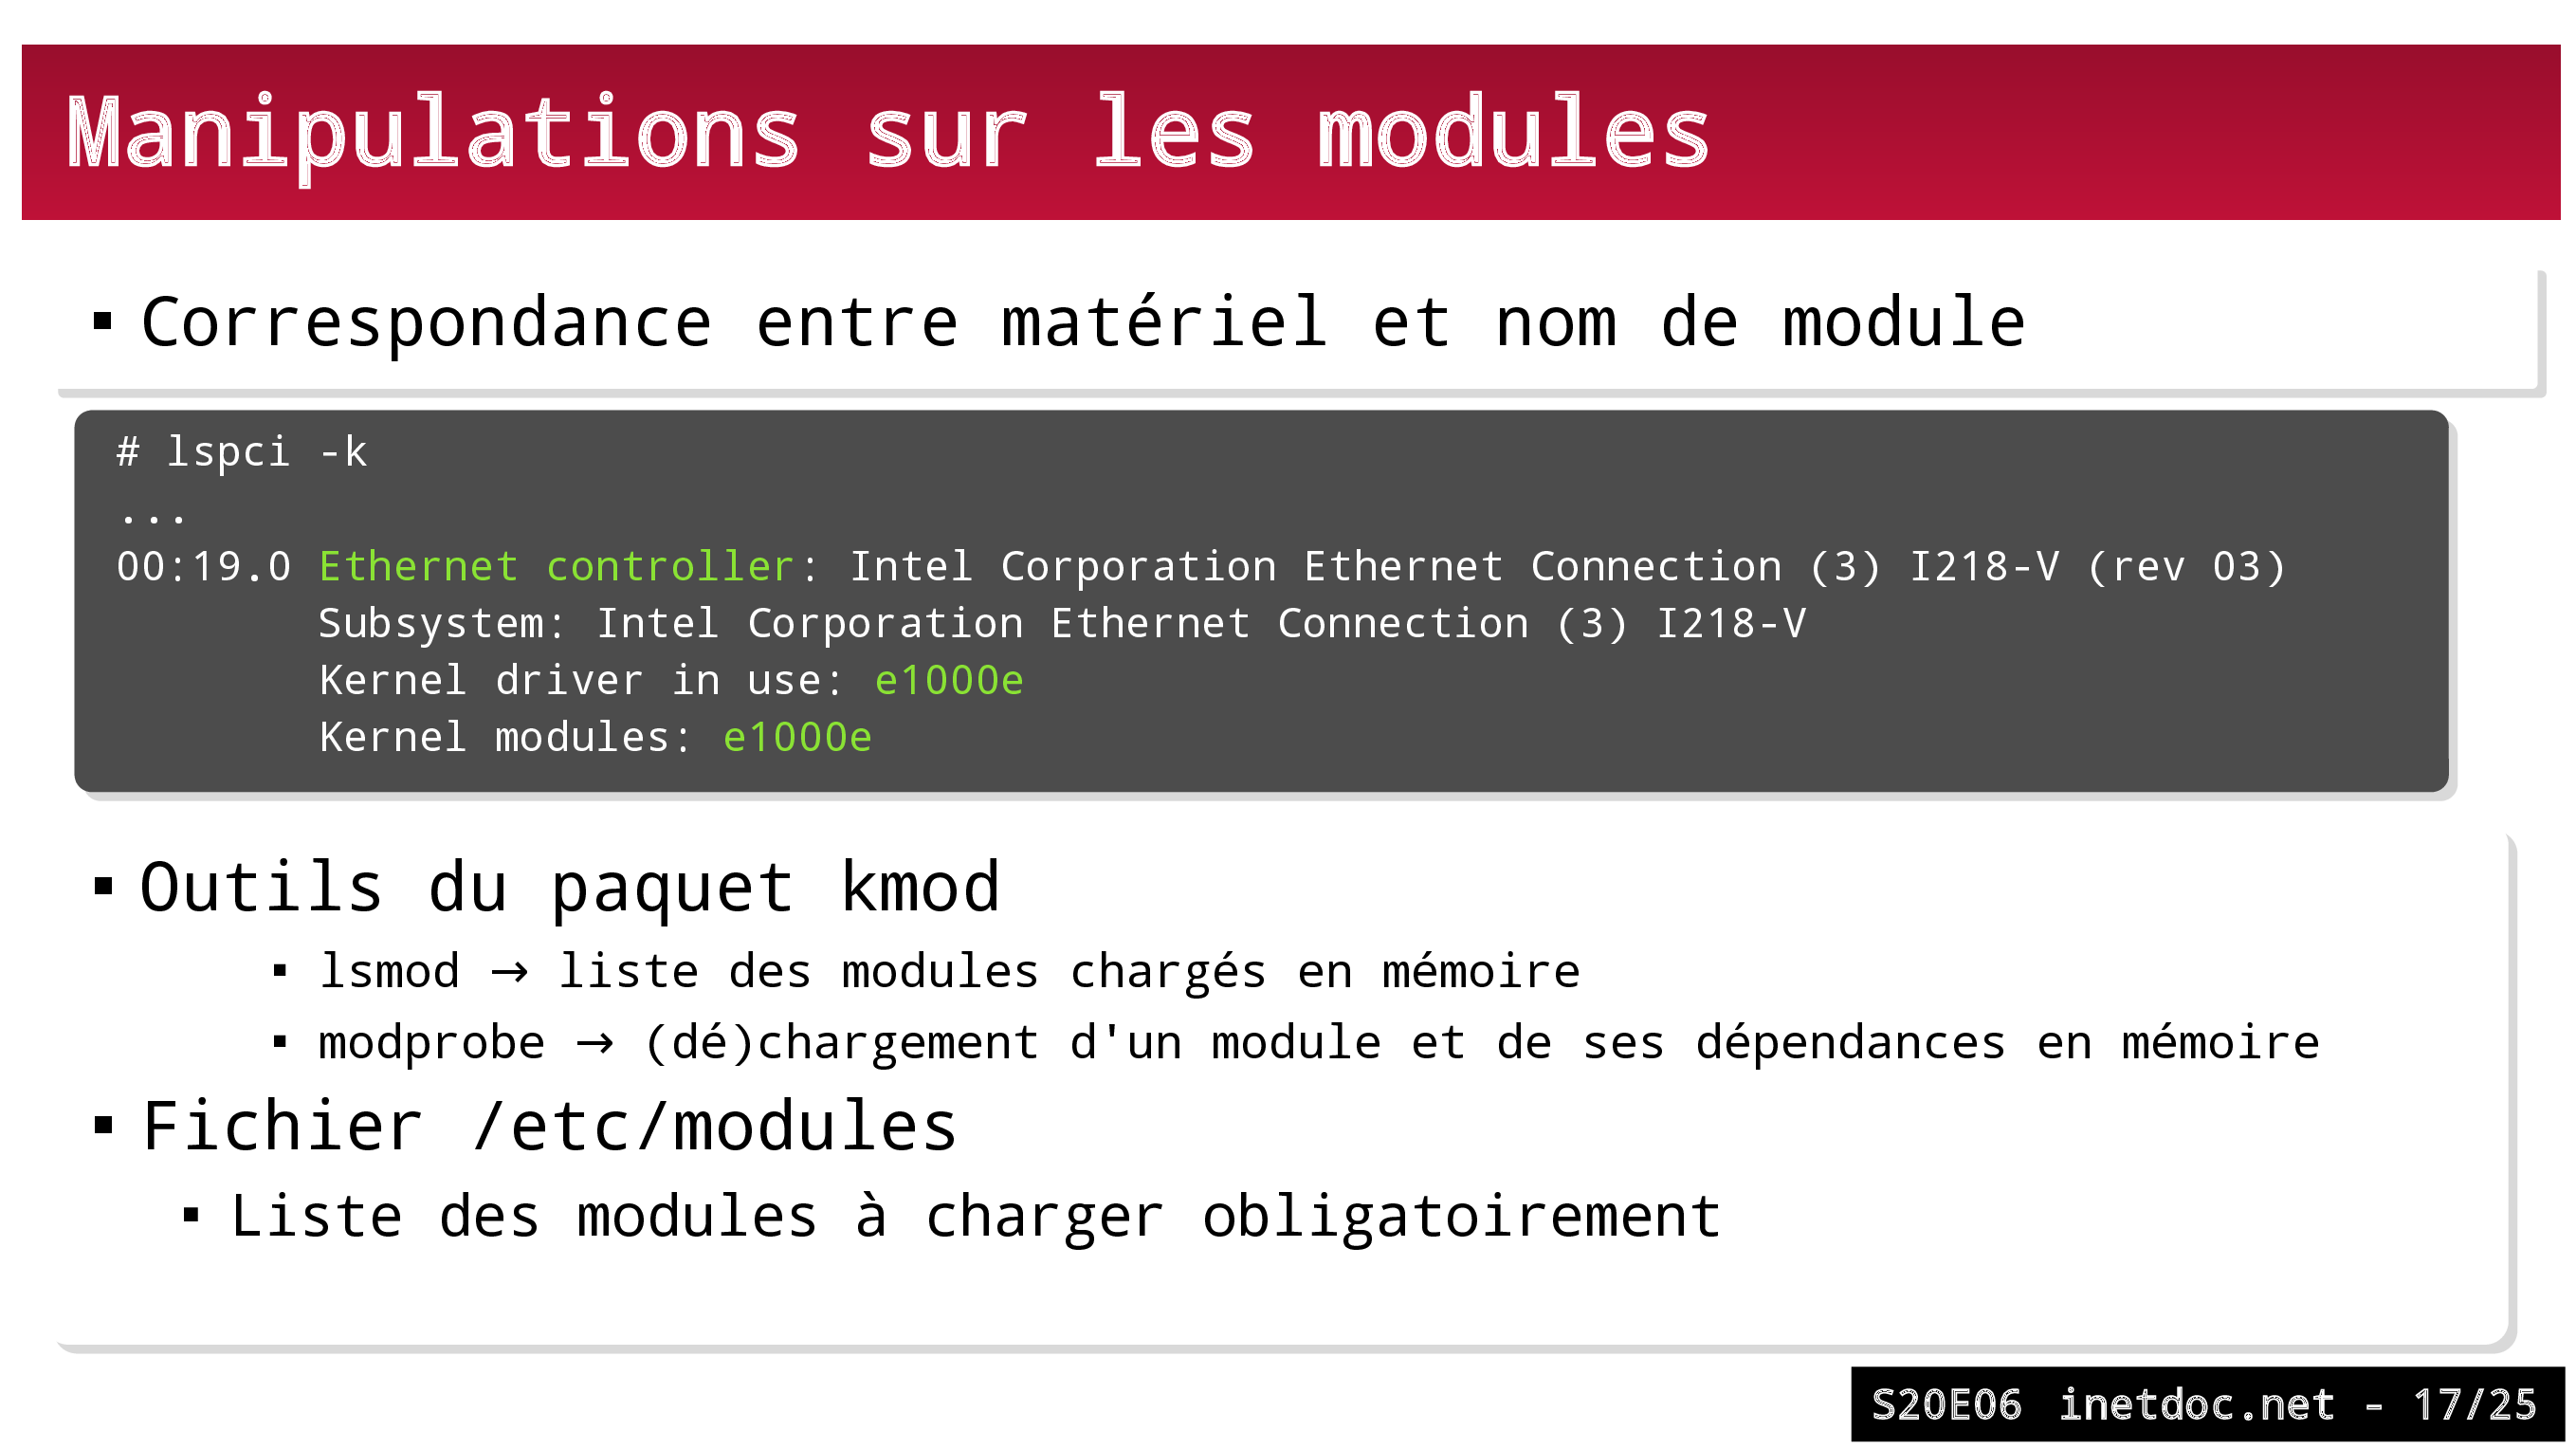 Manipulations sur les modules
▪ Correspondance entre matériel et nom de module
# lspci -k
...
00:19.0 Ethernet controller: Intel Corporation Ethernet Connection (3) I218-V (rev 03)
Subsystem: Intel Corporation Ethernet Connection (3) I218-V
Kernel driver in use: e1000e
Kernel modules: e1000e
▪ Outils du paquet kmod
▪ lsmod → liste des modules chargés en mémoire
▪ modprobe → (dé)chargement d'un module et de ses dépendances en mémoire
▪ Fichier /etc/modules
▪ Liste des modules à charger obligatoirement
S20E06 inetdoc.net - 17/25